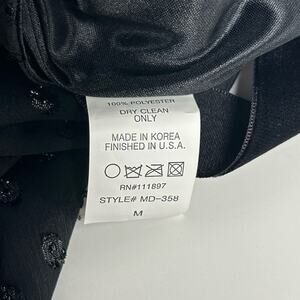 100% POLYESTER
DRY CLEAN
ONLY
MADE IN KOREA
FINISHED IN U.S.A.
RN#111897
STYLE# MD-358
M